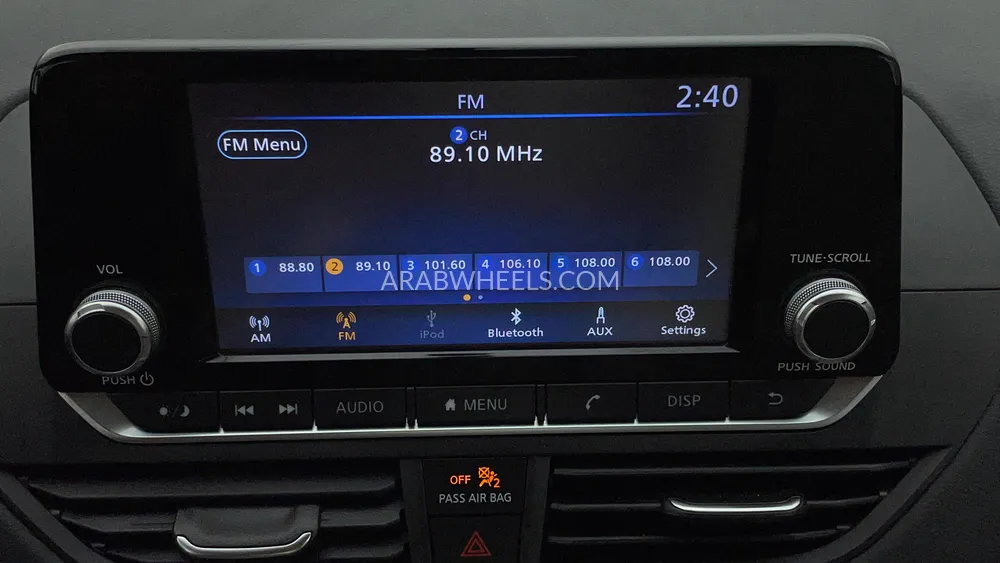 FM
2:40
FM Menu
2 CH
89.10 MHz
VOL
TUNE·SCROLL
1 88.80 2 89.10 3 101.60 4 106.10 5 108.00 6 108.00
ARABWHEELS.COM
AM FM iPod Bluetooth AUX Settings
PUSH
PUSH SOUND
AUDIO MENU DISP
OFF 2
PASS AIR BAG